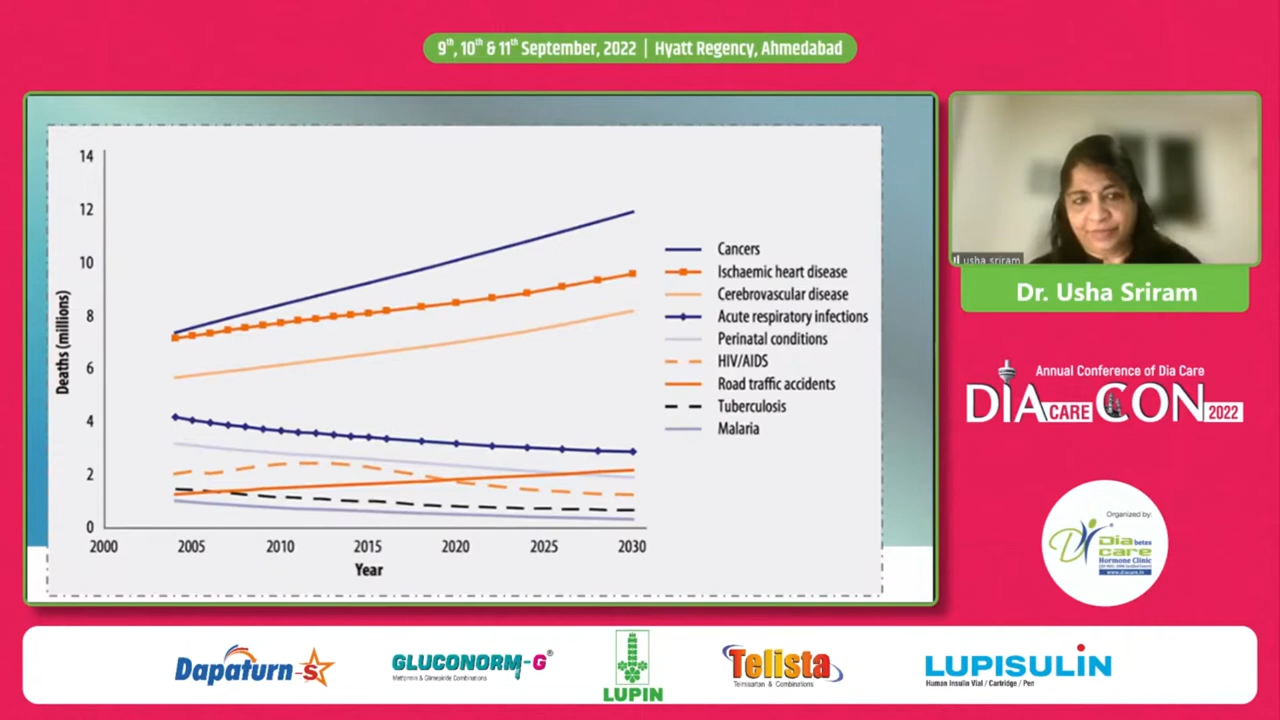 9th, 10th & 11th September, 2022 | Hyatt Regency, Ahmedabad
14
12
10
8
6
4
2
0
Deaths (millions)
2000 2005 2010 2015 2020 2025 2030
Year
Cancers
Ischaemic heart disease
Cerebrovascular disease
Acute respiratory infections
Perinatal conditions
HIV/AIDS
Road traffic accidents
Tuberculosis
Malaria
usha sriram
Dr. Usha Sriram
Annual Conference of Dia Care
DIA CARE CON 2022
Organized by:
Diabetes
care
Hormone Clinic
www.diacare.in
Dapaturn-S
GLUCONORM-G®
Metformin & Glimepiride Combinations
LUPIN
Telista
Telmisartan & Combinations
LUPISULIN
Human Insulin Vial / Cartridge / Pen